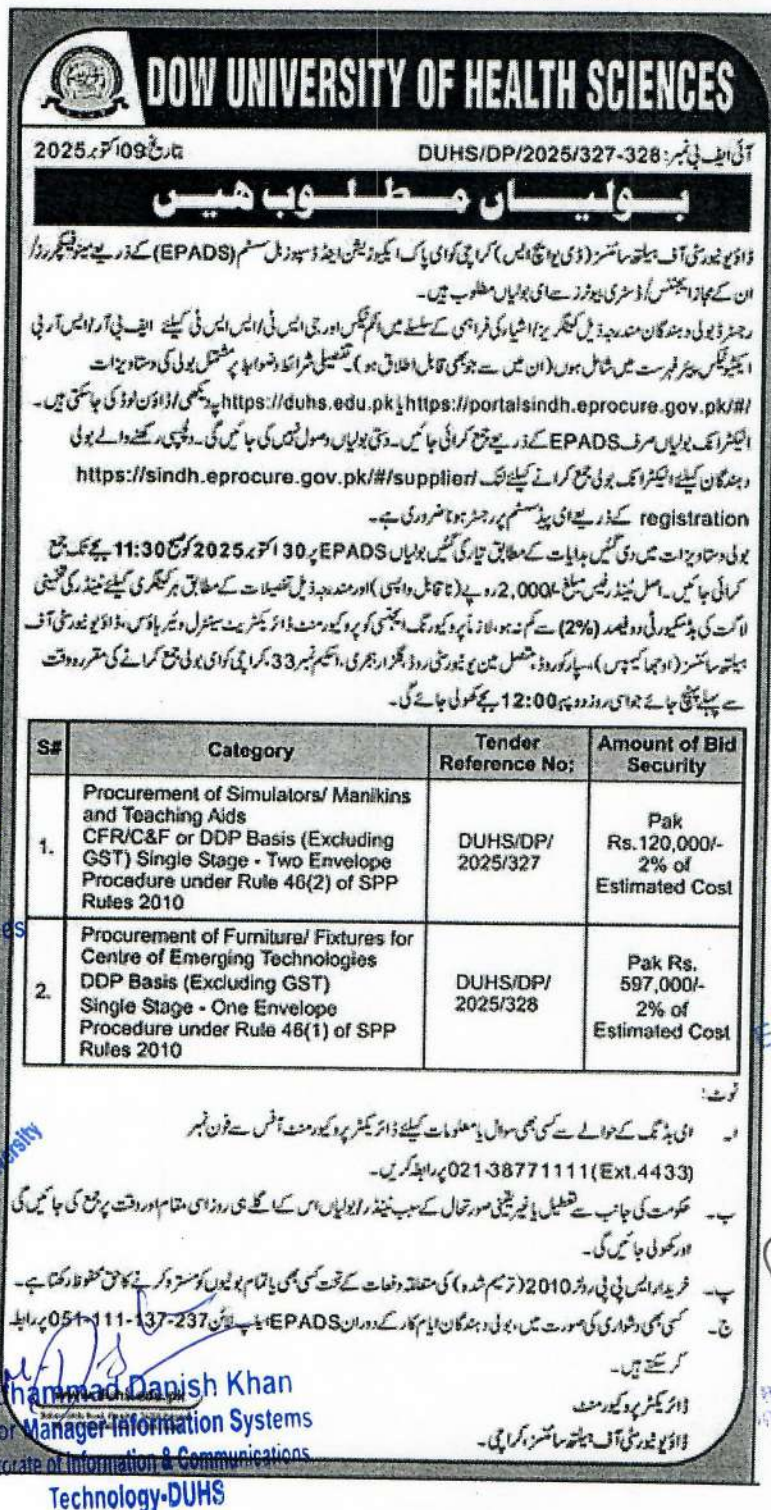 DOW UNIVERSITY OF HEALTH SCIENCES
آئی ایف بی نمبر: DUHS/DP/2025/327-328 بتاریخ 09 اکتوبر 2025ء
بولیاں مطلوب ہیں
ڈاؤ یونیورسٹی آف ہیلتھ سائنسز (ڈی یو ایچ ایس) کراچی کو ای پاک ایکیوزیشن اینڈ ڈسپوزبل سسٹم (EPADS) کے ذریعے مینوفیکچررز/
ان کے مجاز ایجنٹس/ ڈسٹری بیوٹرز سے ای بولیاں مطلوب ہیں۔
رجسٹرڈ بولی دہندگان مندرجہ ذیل کیٹگریز/ اشیاء کی فراہمی کے سلسلے میں انکم ٹیکس اور جی ایس ٹی/ ایس ایس ٹی کیلئے ایف بی آر/ ایس آر بی
ایکٹیو ٹیکس پیئر فہرست میں شامل ہوں (ان میں سے جو بھی قابل اطلاق ہو)۔ تفصیلی شرائط و ضوابط پر مشتمل بولی کی دستاویزات
https://portalsindh.eprocure.gov.pk/#/ یا https://duhs.edu.pk پہ دیکھی/ ڈاؤن لوڈ کی جا سکتی ہیں۔
الیکٹرانک بولیاں صرف EPADS کے ذریعے جمع کرائی جائیں۔ دستی بولیاں وصول نہیں کی جائیں گی۔ دلچسپی رکھنے والے بولی
دہندگان کیلئے الیکٹرانک بولی جمع کرانے کیلئے لنک https://sindh.eprocure.gov.pk/#/supplier/
registration کے ذریعے ای پیڈ سسٹم پر رجسٹر ہونا ضروری ہے۔
بولی دستاویزات میں دی گئیں ہدایات کے مطابق تیار کی گئیں بولیاں EPADS پر 30 اکتوبر 2025 کو صبح 11:30 بجے تک جمع
کرائی جائیں۔ اصل ٹینڈر فیس مبلغ 2,000/- روپے (ناقابل واپسی) اور مندرجہ ذیل تفصیلات کے مطابق ہر کیٹگری کیلئے ٹینڈر کی تخمینی
لاگت کی بڈ سیکورٹی دو فیصد (2%) سے کم نہ ہو، لازماً پروکیورنگ ایجنسی کو پروکیورمنٹ ڈائریکٹریٹ سینٹرل ویئر ہاؤس، ڈاؤ یونیورسٹی آف
ہیلتھ سائنسز (اوجھا کیمپس)، سپارکو روڈ، متصل مین یونیورسٹی روڈ، گلزار ہجری، اسکیم نمبر 33، کراچی کو ای بولی جمع کرانے کی مقررہ وقت
سے پہلے پہنچ جائے جو اسی روز دوپہر 12:00 بجے کھولی جائے گی۔
S# Category Tender Reference No; Amount of Bid Security
1. Procurement of Simulators/ Manikins
and Teaching Aids
CFR/C&F or DDP Basis (Excluding
GST) Single Stage - Two Envelope
Procedure under Rule 46(2) of SPP
Rules 2010
DUHS/DP/
2025/327
Pak
Rs.120,000/-
2% of
Estimated Cost
2. Procurement of Furniture/ Fixtures for
Centre of Emerging Technologies
DDP Basis (Excluding GST)
Single Stage - One Envelope
Procedure under Rule 46(1) of SPP
Rules 2010
DUHS/DP/
2025/328
Pak Rs.
597,000/-
2% of
Estimated Cost
نوٹ:
ا۔ ای بڈنگ کے حوالے سے کسی بھی سوال یا معلومات کیلئے ڈائریکٹر پروکیورمنٹ آفس سے فون نمبر
021-38771111 (Ext.4433) پر رابطہ کریں۔
ب۔ حکومت کی جانب سے تعطیل یا غیر یقینی صورتحال کے سبب ٹینڈر/ بولیاں اس کے اگلے ہی روز اسی مقام اور وقت پر جمع کی جائیں گی
اور کھولی جائیں گی۔
پ۔ خریدار ایس پی پی رولز 2010 (ترمیم شدہ) کی متعلقہ دفعات کے تحت کسی بھی یا تمام بولیوں کو مسترد کرنے کا حق محفوظ رکھتا ہے۔
ج۔ کسی بھی دشواری کی صورت میں، بولی دہندگان ایام کار کے دوران EPADS ہیلپ لائن 051-111-137-237 پر رابطہ
کر سکتے ہیں۔
ڈائریکٹر پروکیورمنٹ
ڈاؤ یونیورسٹی آف ہیلتھ سائنسز، کراچی۔
www.duhs.edu.pk
hammad Danish Khan
or Manager Information Systems
torate of Information & Communications
Technology-DUHS